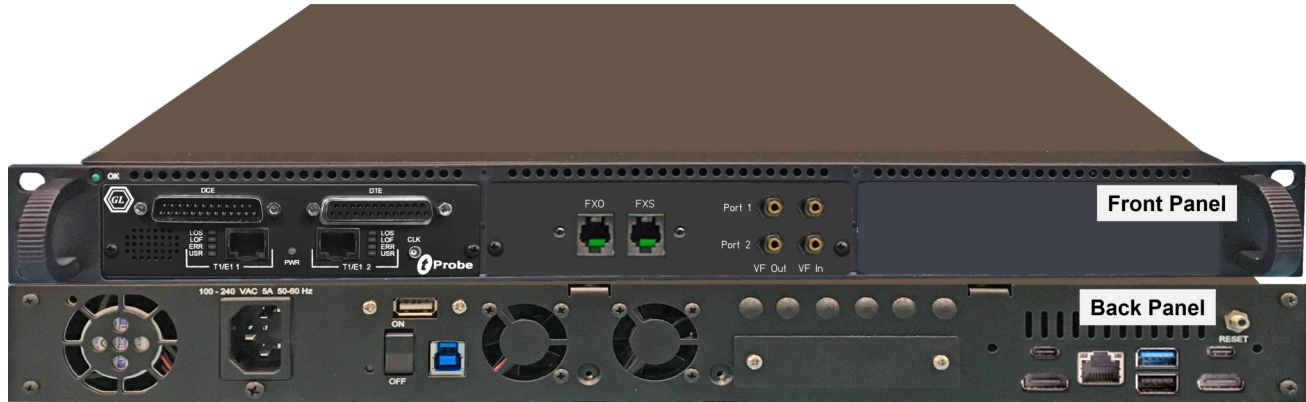 OK
GL
DCE
DTE
LOS
LOF
ERR
USR
T1/E1 1
PWR
LOS
LOF
ERR
USR
T1/E1 2
CLK
tProbe
FXO
FXS
Port 1
Port 2
VF Out
VF In
Front Panel
100 - 240 VAC 5A 50-60 Hz
ON
OFF
Back Panel
RESET